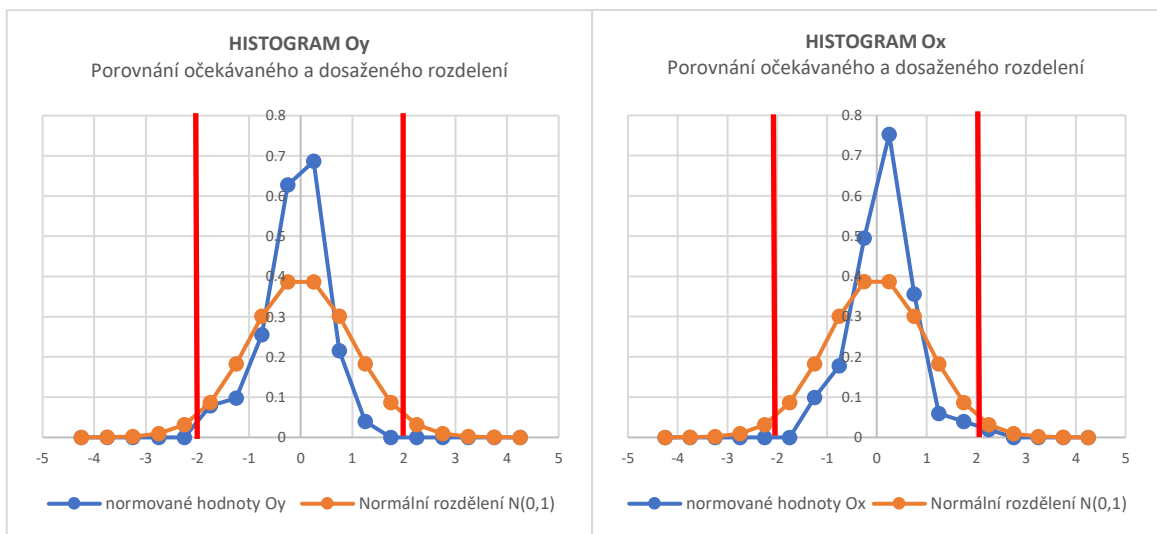 HISTOGRAM Oy
Porovnání očekávaného a dosaženého rozdelení
0.8
0.7
0.6
0.5
0.4
0.3
0.2
0.1
0
-5 -4 -3 -2 -1 0 1 2 3 4 5
normované hodnoty Oy Normální rozdělení N(0,1)
HISTOGRAM Ox
Porovnání očekávaného a dosaženého rozdelení
0.8
0.7
0.6
0.5
0.4
0.3
0.2
0.1
0
-5 -4 -3 -2 -1 0 1 2 3 4 5
normované hodnoty Ox Normální rozdělení N(0,1)